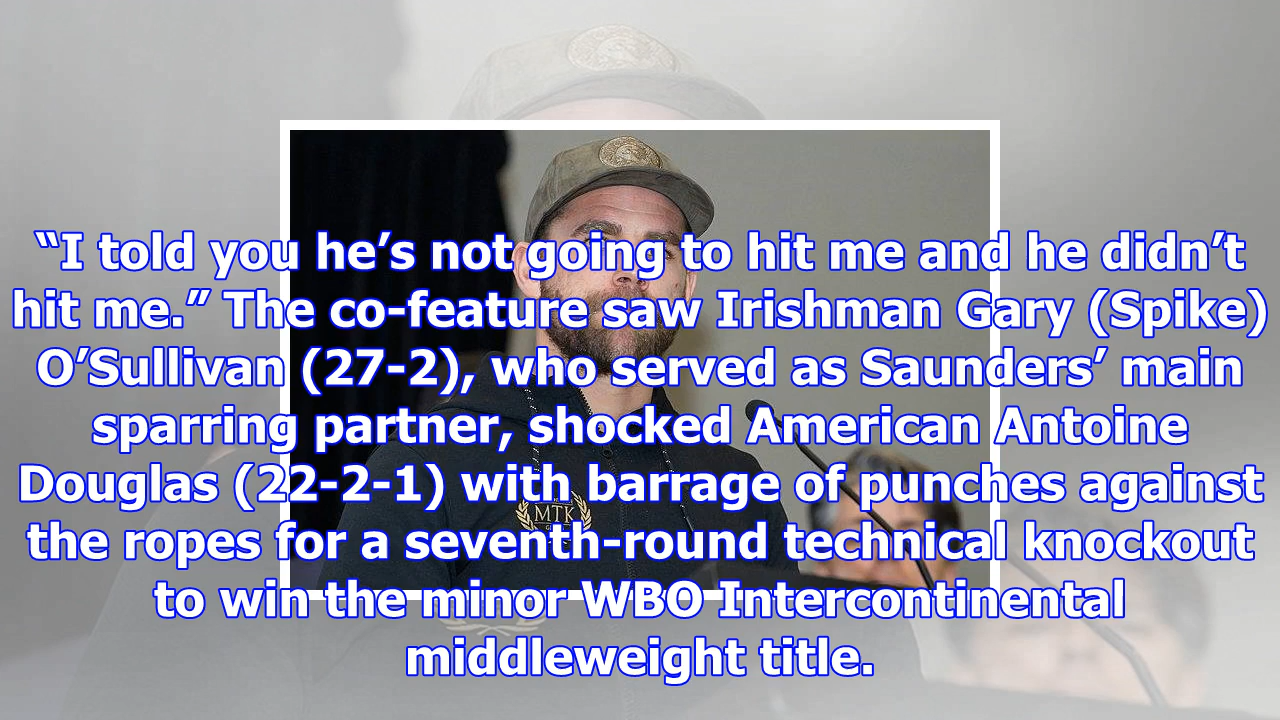 “I told you he’s not going to hit me and he didn’t
hit me.” The co-feature saw Irishman Gary (Spike)
O’Sullivan (27-2), who served as Saunders’ main
sparring partner, shocked American Antoine
Douglas (22-2-1) with barrage of punches against
the ropes for a seventh-round technical knockout
to win the minor WBO Intercontinental
middleweight title.
MTK